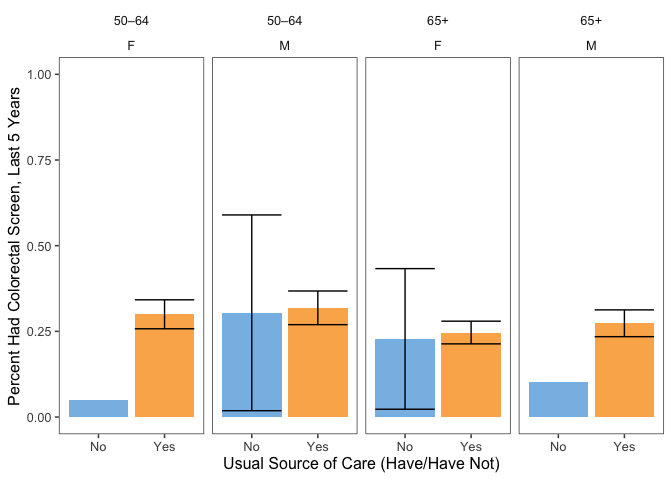 50–64 50–64 65+ 65+
F M F M
Percent Had Colorectal Screen, Last 5 Years
1.00
0.75
0.50
0.25
0.00
No Yes No Yes No Yes No Yes
Usual Source of Care (Have/Have Not)